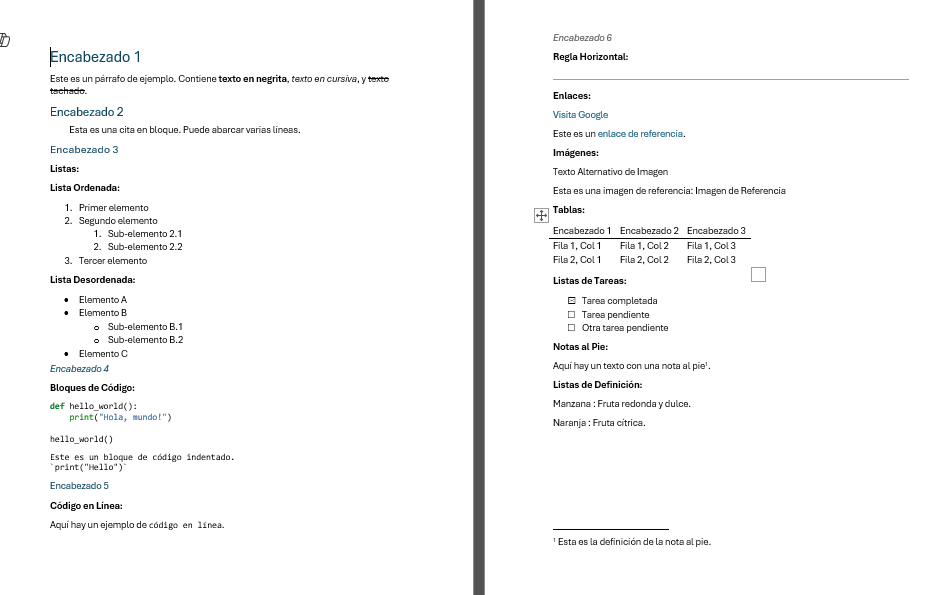 Encabezado 1
Este es un párrafo de ejemplo. Contiene texto en negrita, texto en cursiva, y texto
tachado.
Encabezado 2
Esta es una cita en bloque. Puede abarcar varias líneas.
Encabezado 3
Listas:
Lista Ordenada:
1. Primer elemento
2. Segundo elemento
1. Sub-elemento 2.1
2. Sub-elemento 2.2
3. Tercer elemento
Lista Desordenada:
• Elemento A
• Elemento B
o Sub-elemento B.1
o Sub-elemento B.2
• Elemento C
Encabezado 4
Bloques de Código:
def hello_world():
    print("Hola, mundo!")
hello_world()
Este es un bloque de código indentado.
`print("Hello")`
Encabezado 5
Código en Línea:
Aquí hay un ejemplo de código en línea.
Encabezado 6
Regla Horizontal:
Enlaces:
Visita Google
Este es un enlace de referencia.
Imágenes:
Texto Alternativo de Imagen
Esta es una imagen de referencia: Imagen de Referencia
Tablas:
Encabezado 1 Encabezado 2 Encabezado 3
Fila 1, Col 1 Fila 1, Col 2 Fila 1, Col 3
Fila 2, Col 1 Fila 2, Col 2 Fila 2, Col 3
Listas de Tareas:
☒ Tarea completada
☐ Tarea pendiente
☐ Otra tarea pendiente
Notas al Pie:
Aquí hay un texto con una nota al pie¹.
Listas de Definición:
Manzana : Fruta redonda y dulce.
Naranja : Fruta cítrica.
¹ Esta es la definición de la nota al pie.